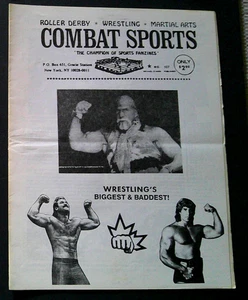 ROLLER DERBY • WRESTLING • MARTIAL ARTS
COMBAT SPORTS
THE CHAMPION OF SPORTS FANZINES
P.O. Box 651, Gracie Station
New York, NY 10028-0011
ONLY
WRESTLING'S
BIGGEST & BADDEST!